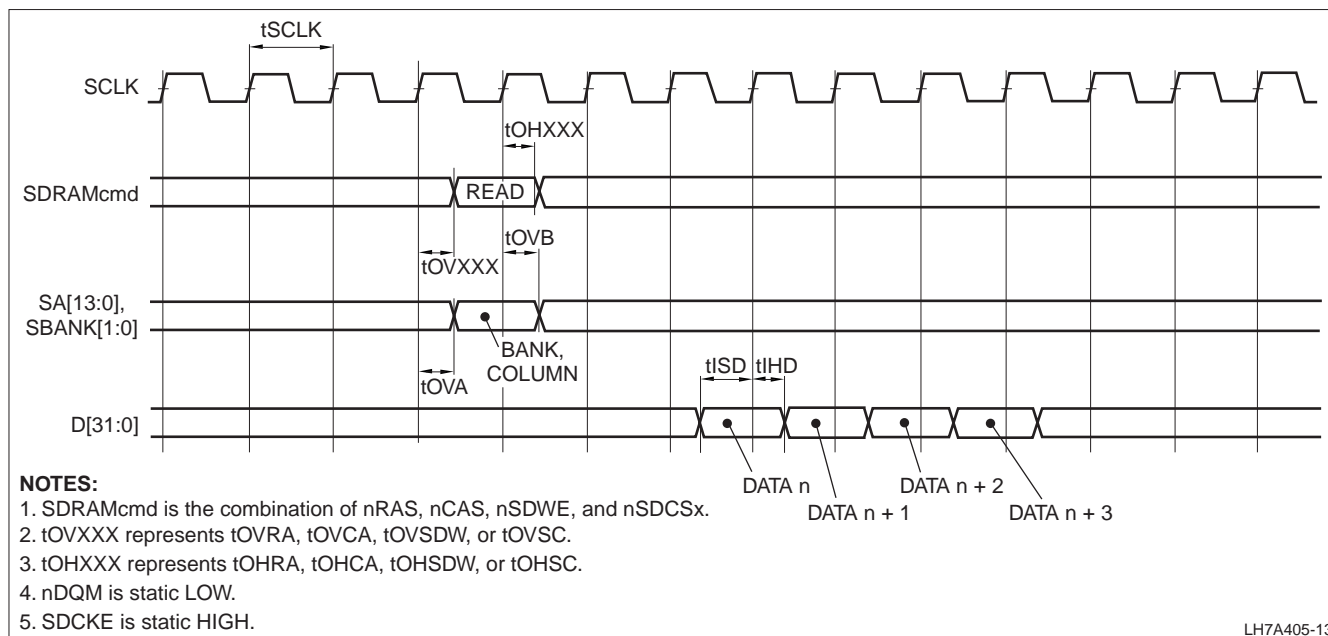 tSCLK
SCLK
tOHXXX
SDRAMcmd
READ
tOVB
tOVXXX
SA[13:0],
SBANK[1:0]
BANK,
COLUMN
tOVA
tISD
tIHD
D[31:0]
DATA n
DATA n + 1
DATA n + 2
DATA n + 3
NOTES:
1. SDRAMcmd is the combination of nRAS, nCAS, nSDWE, and nSDCSx.
2. tOVXXX represents tOVRA, tOVCA, tOVSDW, or tOVSC.
3. tOHXXX represents tOHRA, tOHCA, tOHSDW, or tOHSC.
4. nDQM is static LOW.
5. SDCKE is static HIGH.
LH7A405-13